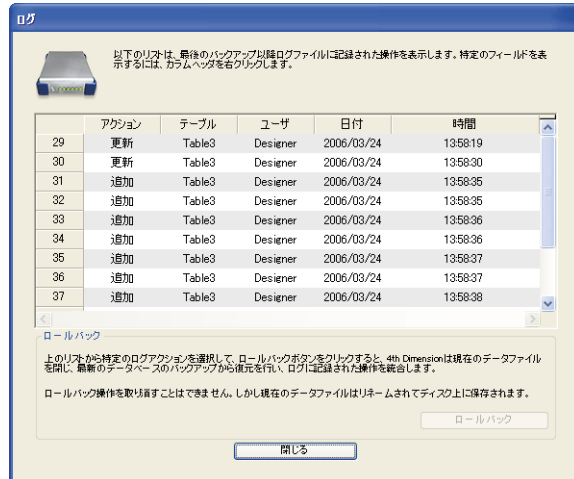 ログ
以下のリストは、最後のバックアップ以降ログファイルに記録された操作を表示します。特定のフィールドを表
示するには、カラムヘッダを右クリックします。
アクション テーブル ユーザ 日付 時間
29 更新 Table3 Designer 2006/03/24 13:58:19
30 更新 Table3 Designer 2006/03/24 13:58:30
31 追加 Table3 Designer 2006/03/24 13:58:35
32 追加 Table3 Designer 2006/03/24 13:58:35
33 追加 Table3 Designer 2006/03/24 13:58:36
34 追加 Table3 Designer 2006/03/24 13:58:36
35 追加 Table3 Designer 2006/03/24 13:58:37
36 追加 Table3 Designer 2006/03/24 13:58:37
37 追加 Table3 Designer 2006/03/24 13:58:38
ロールバック
上のリストから特定のログアクションを選択して、ロールバックボタンをクリックすると、4th Dimensionは現在のデータファイル
を閉じ、最新のデータベースのバックアップから復元を行い、ログに記録された操作を統合します。
ロールバック操作を取り消すことはできません。しかし現在のデータファイルはリネームされてディスク上に保存されます。
ロールバック
閉じる